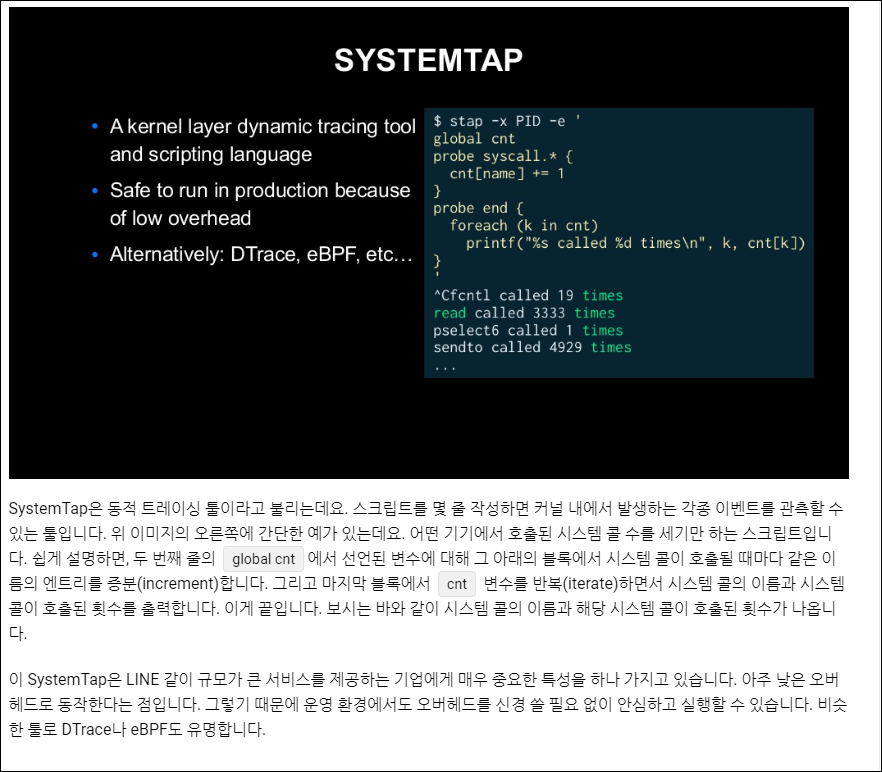 SYSTEMTAP
• A kernel layer dynamic tracing tool
and scripting language
• Safe to run in production because
of low overhead
• Alternatively: DTrace, eBPF, etc…
$ stap -x PID -e '
global cnt
probe syscall.* {
  cnt[name] += 1
}
probe end {
  foreach (k in cnt)
    printf("%s called %d times\n", k, cnt[k])
}
'
^Cfcntl called 19 times
read called 3333 times
pselect6 called 1 times
sendto called 4929 times
...
SystemTap은 동적 트레이싱 툴이라고 불리는데요. 스크립트를 몇 줄 작성하면 커널 내에서 발생하는 각종 이벤트를 관측할 수
있는 툴입니다. 위 이미지의 오른쪽에 간단한 예가 있는데요. 어떤 기기에서 호출된 시스템 콜 수를 세기만 하는 스크립트입니
다. 쉽게 설명하면, 두 번째 줄의 global cnt 에서 선언된 변수에 대해 그 아래의 블록에서 시스템 콜이 호출될 때마다 같은 이
름의 엔트리를 증분(increment)합니다. 그리고 마지막 블록에서 cnt 변수를 반복(iterate)하면서 시스템 콜의 이름과 시스템
콜이 호출된 횟수를 출력합니다. 이게 끝입니다. 보시는 바와 같이 시스템 콜의 이름과 해당 시스템 콜이 호출된 횟수가 나옵니
다.
이 SystemTap은 LINE 같이 규모가 큰 서비스를 제공하는 기업에게 매우 중요한 특성을 하나 가지고 있습니다. 아주 낮은 오버
헤드로 동작한다는 점입니다. 그렇기 때문에 운영 환경에서도 오버헤드를 신경 쓸 필요 없이 안심하고 실행할 수 있습니다. 비슷
한 툴로 DTrace나 eBPF도 유명합니다.